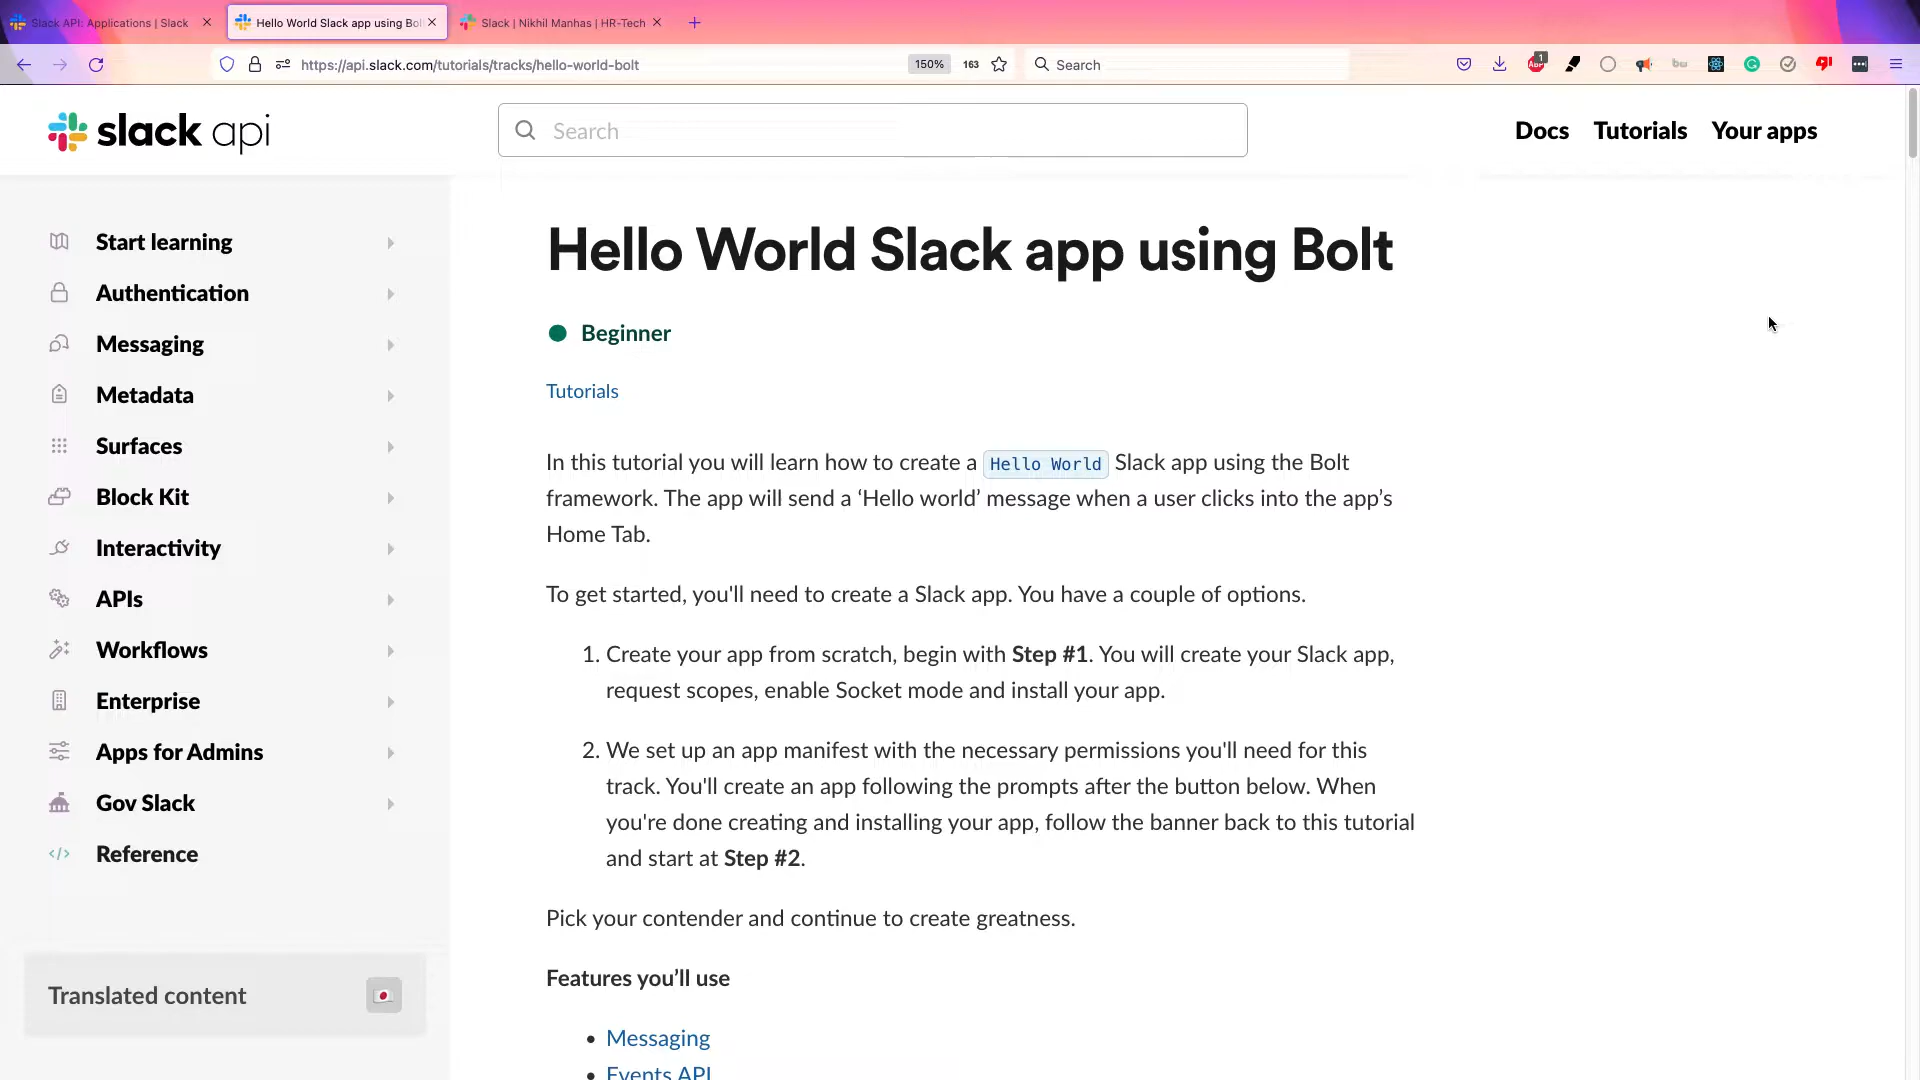 Slack API: Applications | Slack
Hello World Slack app using Bol
Slack | Nikhil Manhas | HR-Tech
https://api.slack.com/tutorials/tracks/hello-world-bolt
150%
163
Search
1
ABP
bw
slack api
Search
Docs
Tutorials
Your apps
Start learning
Authentication
Messaging
Metadata
Surfaces
Block Kit
Interactivity
APIs
Workflows
Enterprise
Apps for Admins
Gov Slack
Reference
Translated content
Hello World Slack app using Bolt
Beginner
Tutorials
In this tutorial you will learn how to create a Hello World Slack app using the Bolt
framework. The app will send a ‘Hello world’ message when a user clicks into the app’s
Home Tab.
To get started, you'll need to create a Slack app. You have a couple of options.
1. Create your app from scratch, begin with Step #1. You will create your Slack app,
request scopes, enable Socket mode and install your app.
2. We set up an app manifest with the necessary permissions you'll need for this
track. You'll create an app following the prompts after the button below. When
you're done creating and installing your app, follow the banner back to this tutorial
and start at Step #2.
Pick your contender and continue to create greatness.
Features you’ll use
• Messaging
• Events API